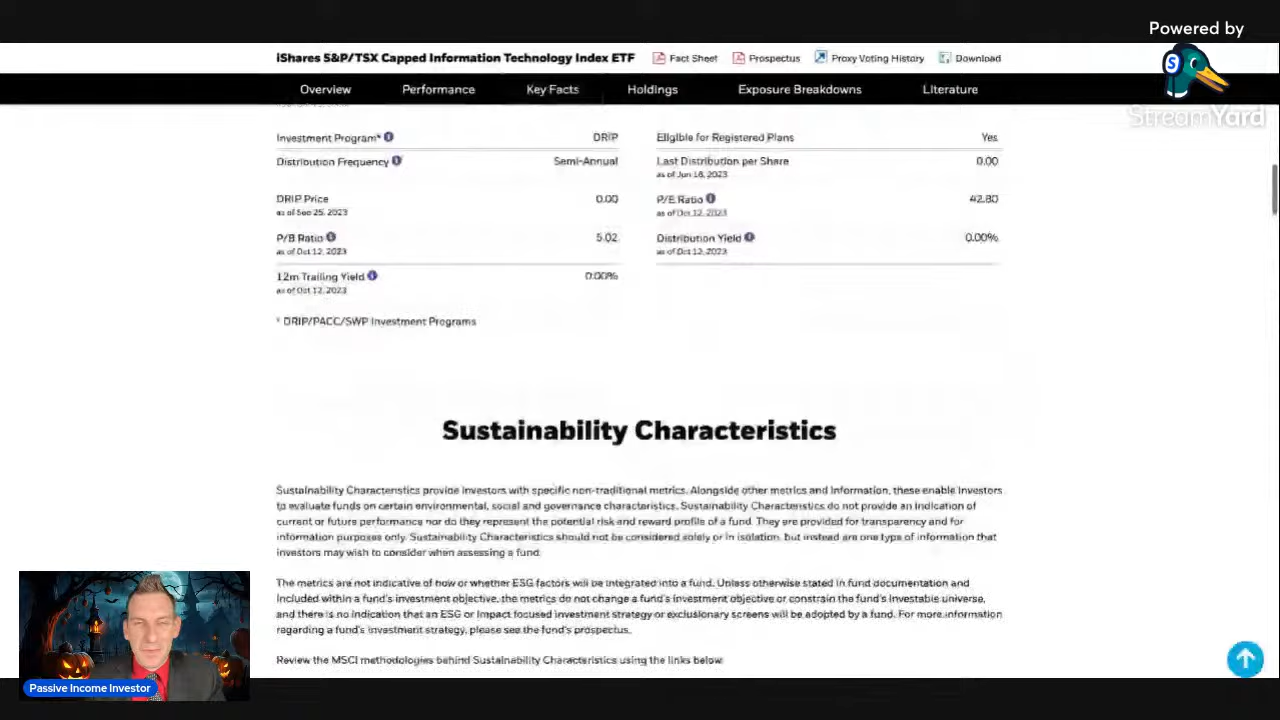 Powered by
StreamYard
iShares S&P/TSX Capped Information Technology Index ETF Fact Sheet Prospectus Proxy Voting History Download
Overview Performance Key Facts Holdings Exposure Breakdowns Literature
Investment Program* DRIP Eligible for Registered Plans Yes
Distribution Frequency Semi-Annual Last Distribution per Share 0.00
as of Jun 16, 2023
DRIP Price 0.00 P/E Ratio 42.80
as of Sep 25, 2023 as of Oct 12, 2023
P/B Ratio 5.02 Distribution Yield 0.00%
as of Oct 12, 2023 as of Oct 12, 2023
12m Trailing Yield 0.00%
as of Oct 12, 2023
* DRIP/PACC/SWP Investment Programs
Sustainability Characteristics
Sustainability Characteristics provide investors with specific non-traditional metrics. Alongside other metrics and information, these enable investors
to evaluate funds on certain environmental, social and governance characteristics. Sustainability Characteristics do not provide an indication of
current or future performance nor do they represent the potential risk and reward profile of a fund. They are provided for transparency and for
information purposes only. Sustainability Characteristics should not be considered solely or in isolation, but instead are one type of information that
investors may wish to consider when assessing a fund.
The metrics are not indicative of how or whether ESG factors will be integrated into a fund. Unless otherwise stated in fund documentation and
included within a fund's investment objective, the metrics do not change a fund's investment objective or constrain the fund's investable universe,
and there is no indication that an ESG or Impact focused investment strategy or exclusionary screens will be adopted by a fund. For more information
regarding a fund's investment strategy, please see the fund's prospectus.
Review the MSCI methodologies behind Sustainability Characteristics using the links below.
Passive Income Investor